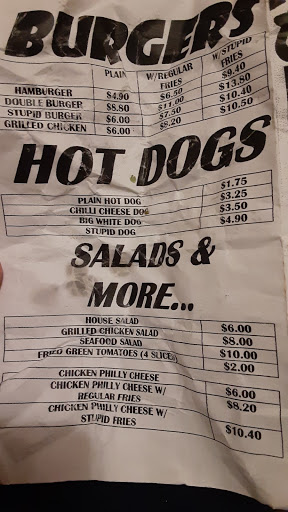 BURGERS
PLAIN W/REGULAR FRIES W/STUPID FRIES
HAMBURGER $4.90 $6.50 $9.40
DOUBLE BURGER $8.80 $11.00 $13.80
STUPID BURGER $6.00 $7.50 $10.40
GRILLED CHICKEN $6.00 $8.20 $10.50
HOT DOGS
PLAIN HOT DOG $1.75
CHILLI CHEESE DOG $3.25
BIG WHITE DOG $3.50
STUPID DOG $4.90
SALADS &
MORE...
HOUSE SALAD $6.00
GRILLED CHICKEN SALAD $8.00
SEAFOOD SALAD $10.00
FRIED GREEN TOMATOES (4 SLICES) $2.00
CHICKEN PHILLY CHEESE $6.00
CHICKEN PHILLY CHEESE W/
REGULAR FRIES $8.20
CHICKEN PHILLY CHEESE W/
STUPID FRIES $10.40